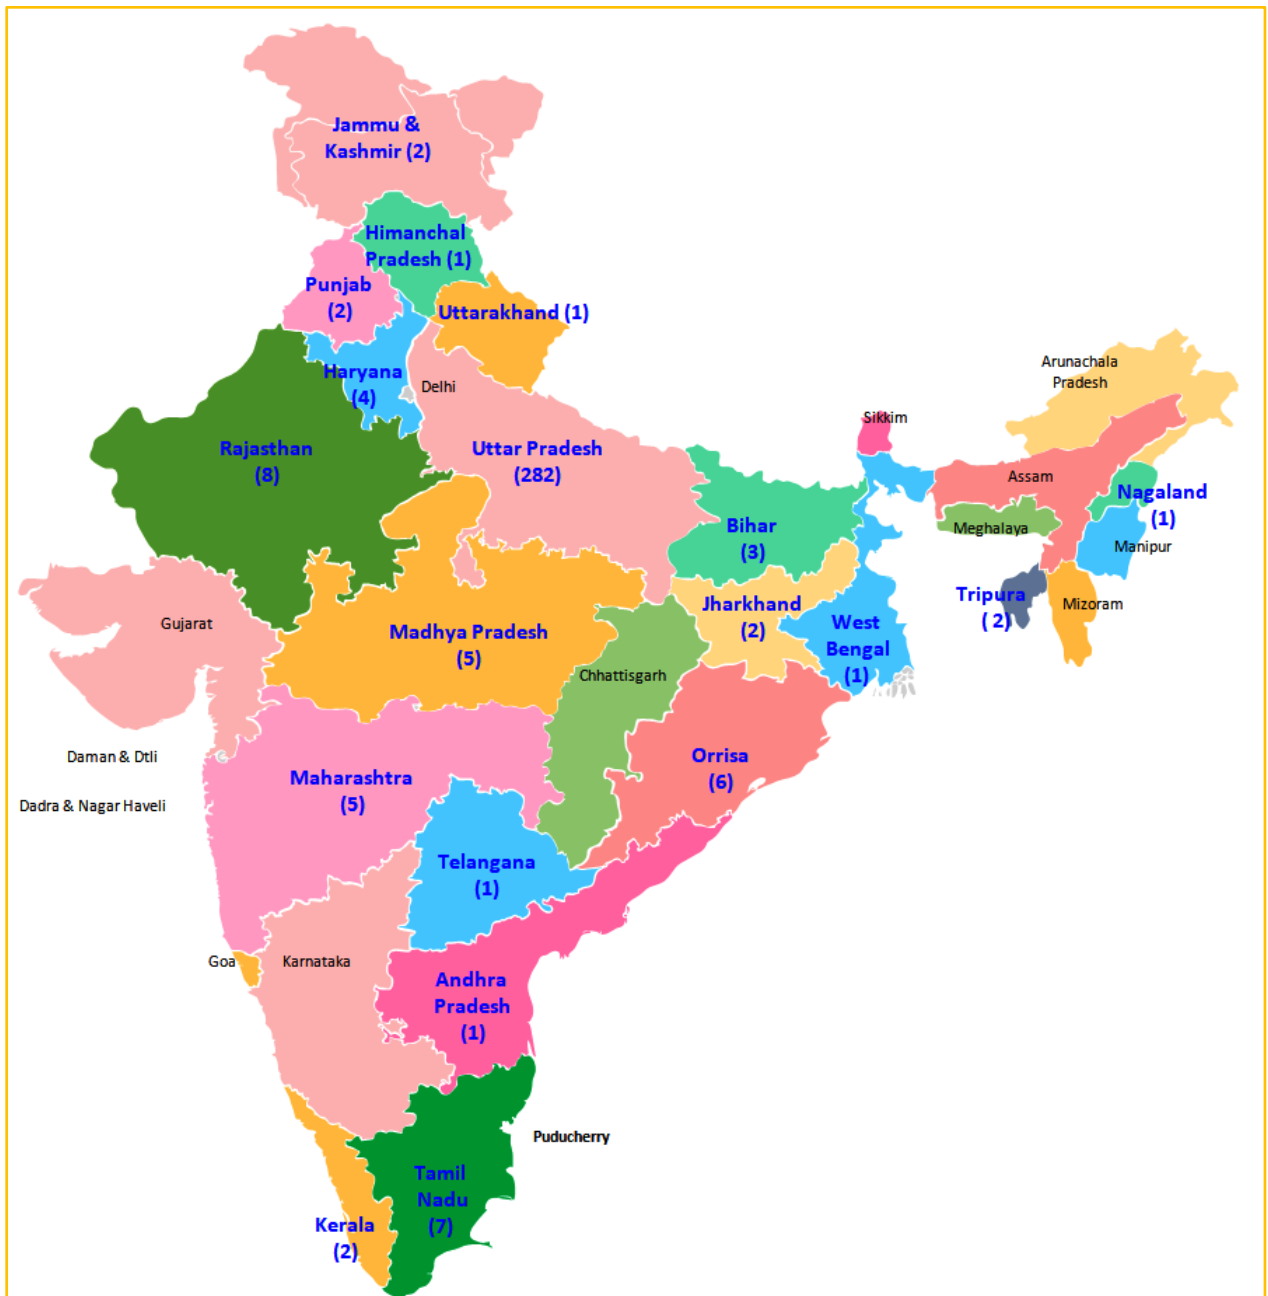 Jammu &
Kashmir (2)
Himanchal
Pradesh (1)
Punjab
(2)
Uttarakhand (1)
Haryana
(4)
Delhi
Arunachala
Pradesh
Sikkim
Rajasthan
(8)
Uttar Pradesh
(282)
Assam
Nagaland
(1)
Bihar
(3)
Meghalaya
Manipur
Tripura
( 2)
Mizoram
Jharkhand
(2)
West
Bengal
(1)
Gujarat
Madhya Pradesh
(5)
Chhattisgarh
Daman & Dtli
Orrisa
(6)
Maharashtra
(5)
Dadra & Nagar Haveli
Telangana
(1)
Goa
Karnataka
Andhra
Pradesh
(1)
Puducherry
Tamil
Nadu
(7)
Kerala
(2)